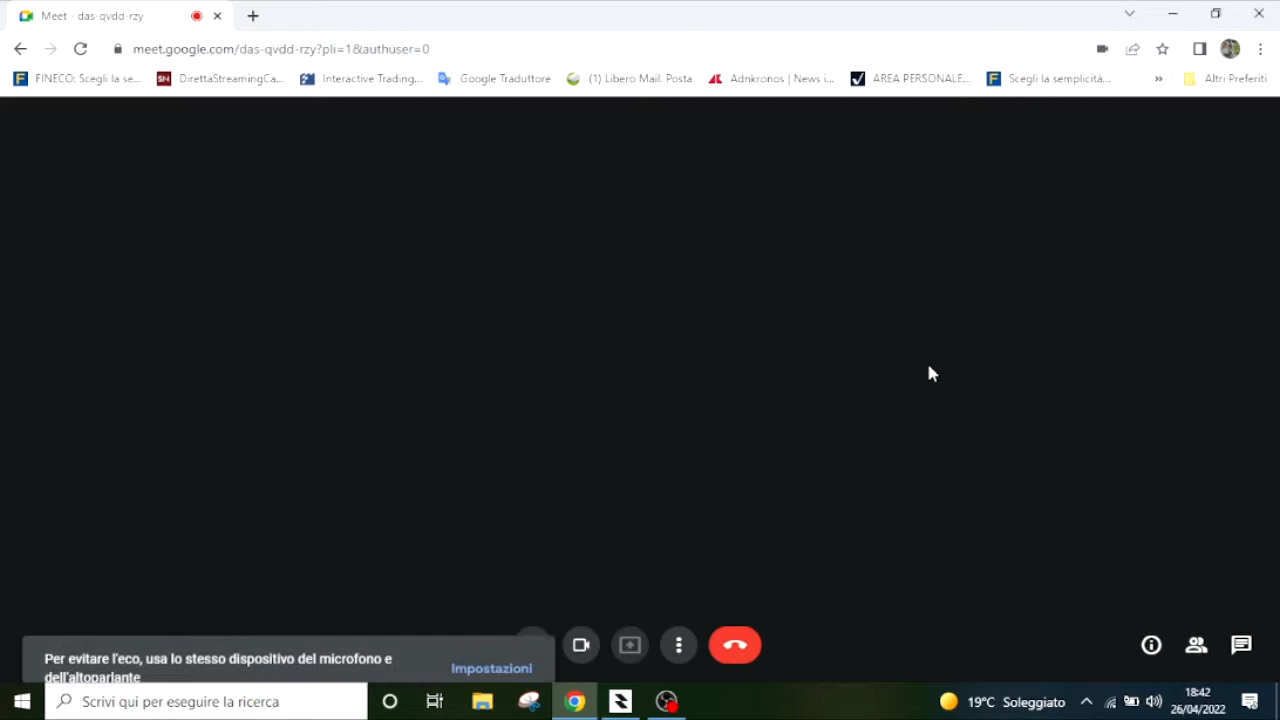 Meet - das-qvdd-rzy
meet.google.com/das-qvdd-rzy?pli=1&authuser=0
FINECO: Scegli la se...
SN
DirettaStreamingCa...
Interactive Trading...
Google Traduttore
(1) Libero Mail. Posta
Adnkronos | News i...
AREA PERSONALE...
Scegli la semplicità...
»
Altri Preferiti
Per evitare l'eco, usa lo stesso dispositivo del microfono e
dell'altoparlante
Impostazioni
Scrivi qui per eseguire la ricerca
19°C Soleggiato
18:42
26/04/2022